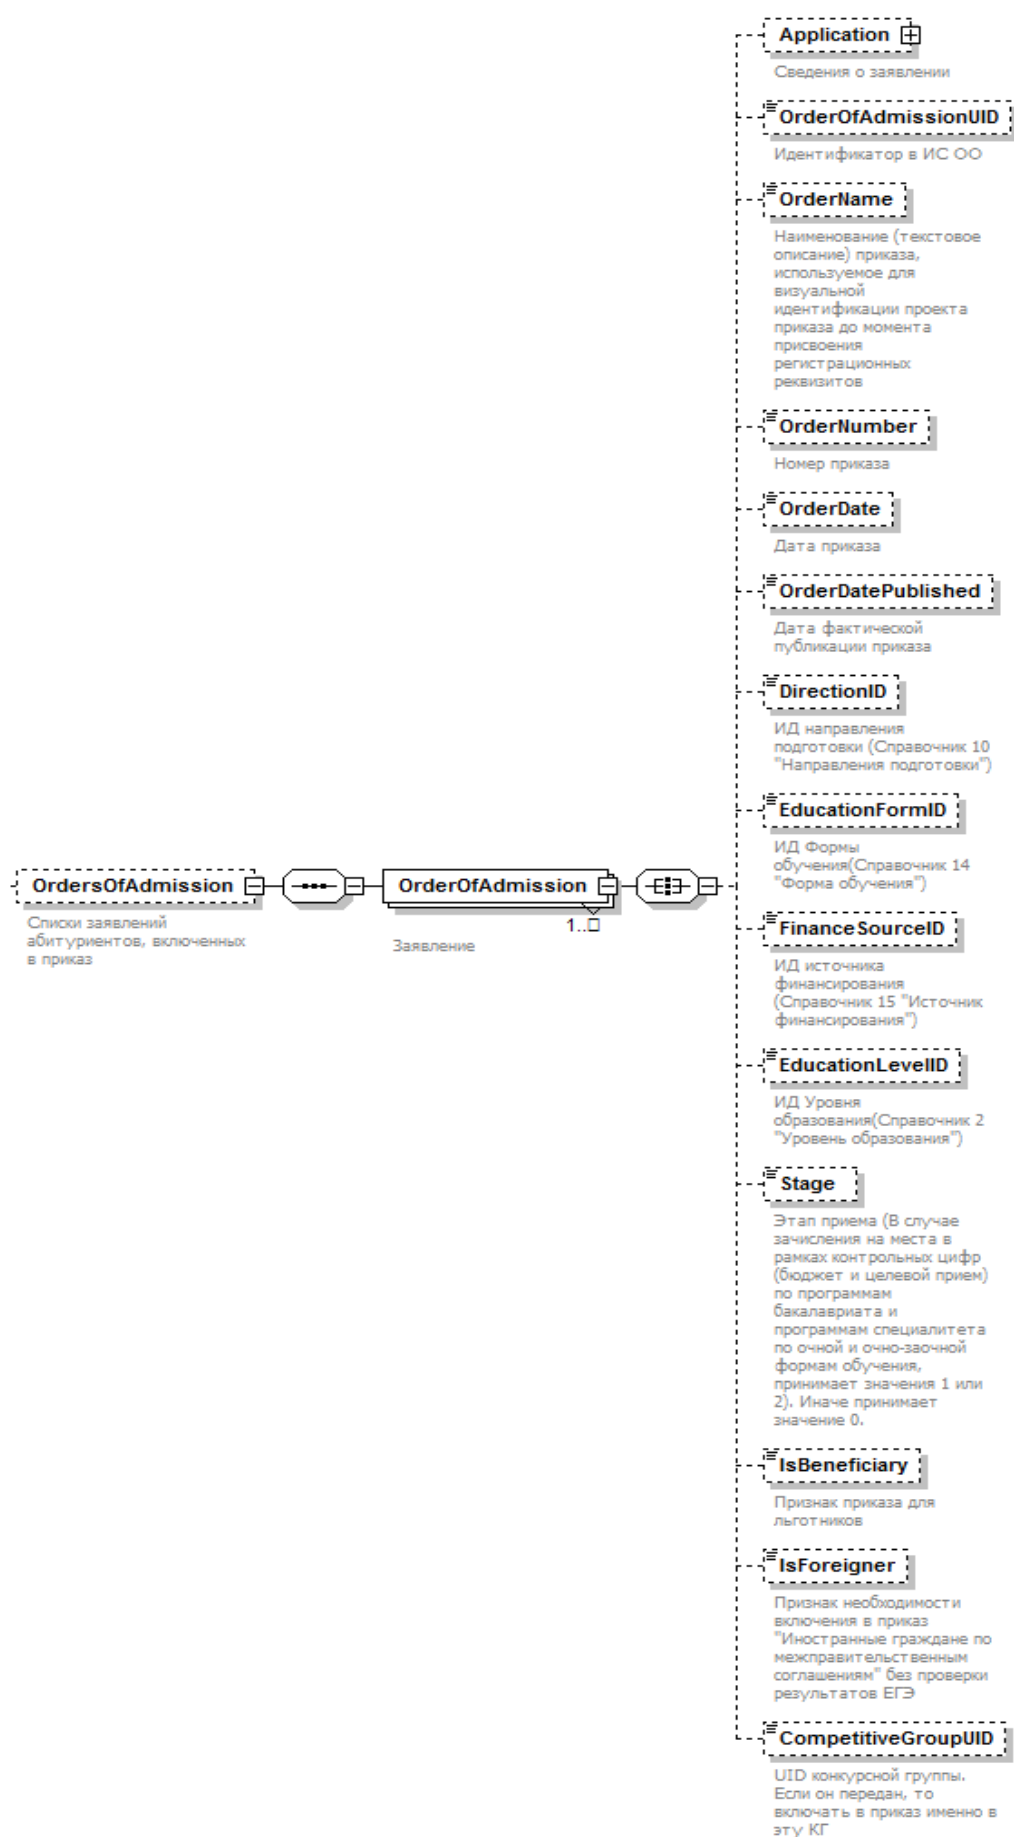 OrdersOfAdmission
Списки заявлений
абитуриентов, включенных
в приказ
OrderOfAdmission
1..□
Заявление
Application
Сведения о заявлении
OrderOfAdmissionUID
Идентификатор в ИС ОО
OrderName
Наименование (текстовое
описание) приказа,
используемое для
визуальной
идентификации проекта
приказа до момента
присвоения
регистрационных
реквизитов
OrderNumber
Номер приказа
OrderDate
Дата приказа
OrderDatePublished
Дата фактической
публикации приказа
DirectionID
ИД направления
подготовки (Справочник 10
"Направления подготовки")
EducationFormID
ИД Формы
обучения(Справочник 14
"Форма обучения")
FinanceSourceID
ИД источника
финансирования
(Справочник 15 "Источник
финансирования")
EducationLevelID
ИД Уровня
образования(Справочник 2
"Уровень образования")
Stage
Этап приема (В случае
зачисления на места в
рамках контрольных цифр
(бюджет и целевой прием)
по программам
бакалавриата и
программам специалитета
по очной и очно-заочной
формам обучения,
принимает значения 1 или
2). Иначе принимает
значение 0.
IsBeneficiary
Признак приказа для
льготников
IsForeigner
Признак необходимости
включения в приказ
"Иностранные граждане по
межправительственным
соглашениям" без проверки
результатов ЕГЭ
CompetitiveGroupUID
UID конкурсной группы.
Если он передан, то
включать в приказ именно в
эту КГ